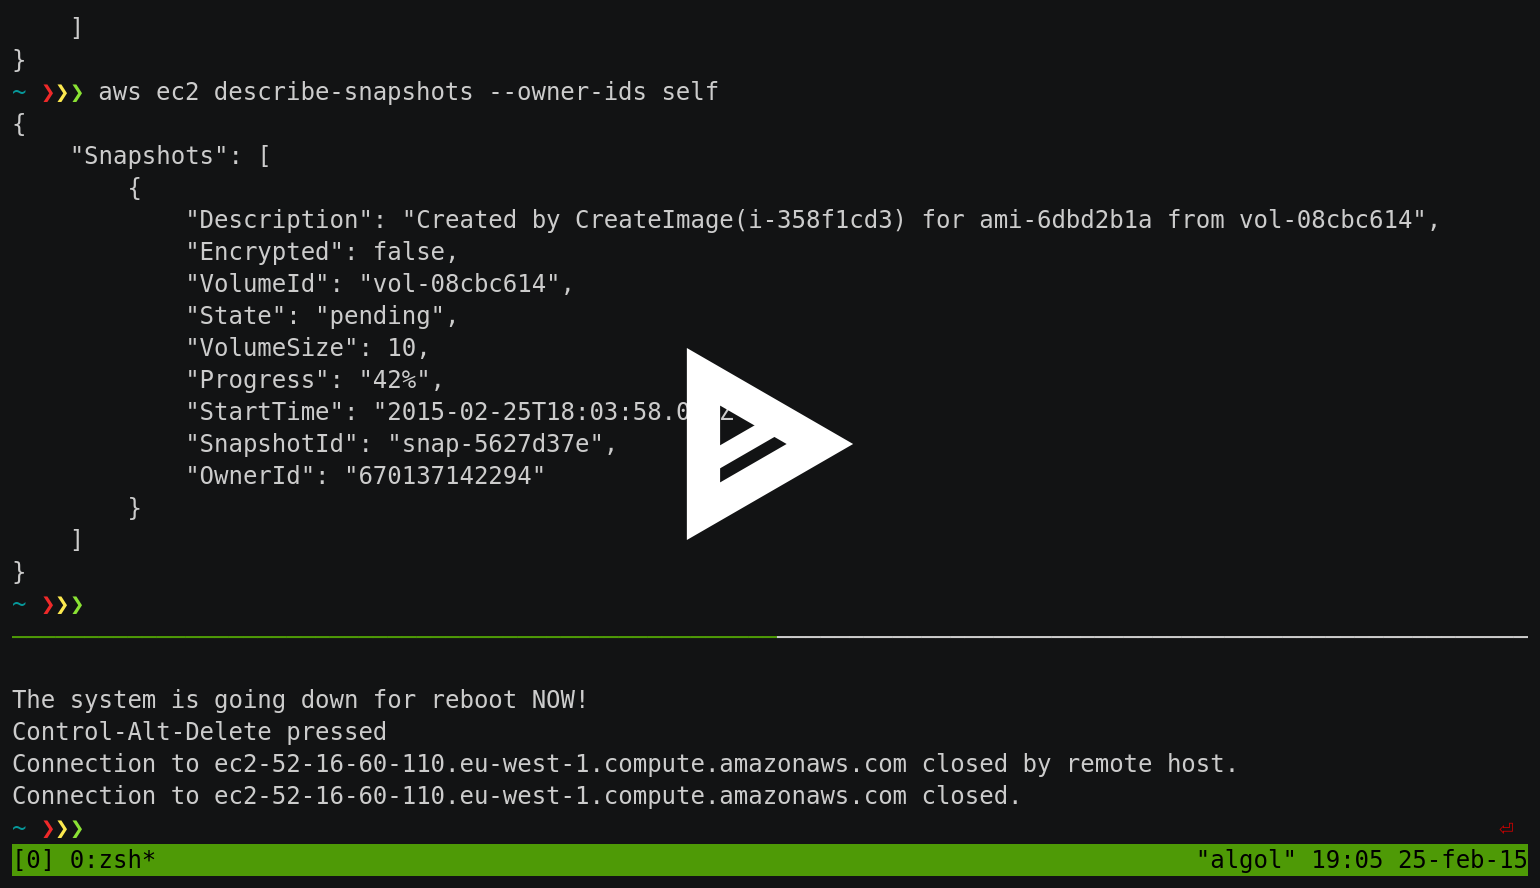 ]
}
~ ❯❯❯ aws ec2 describe-snapshots --owner-ids self
{
    "Snapshots": [
        {
            "Description": "Created by CreateImage(i-358f1cd3) for ami-6dbd2b1a from vol-08cbc614",
            "Encrypted": false,
            "VolumeId": "vol-08cbc614",
            "State": "pending",
            "VolumeSize": 10,
            "Progress": "42%",
            "StartTime": "2015-02-25T18:03:58.
            "SnapshotId": "snap-5627d37e",
            "OwnerId": "670137142294"
        }
    ]
}
~ ❯❯❯
The system is going down for reboot NOW!
Control-Alt-Delete pressed
Connection to ec2-52-16-60-110.eu-west-1.compute.amazonaws.com closed by remote host.
Connection to ec2-52-16-60-110.eu-west-1.compute.amazonaws.com closed.
~ ❯❯❯ ⏎
[0] 0:zsh* "algol" 19:05 25-feb-15